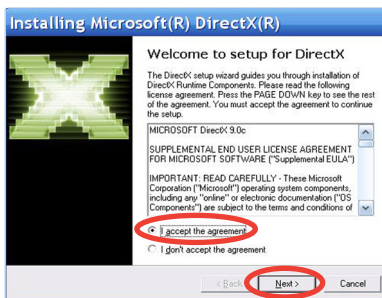 Installing Microsoft(R) DirectX(R)
Welcome to setup for DirectX
The DirectX setup wizard guides you through installation of
DirectX Runtime Components. Please read the following
license agreement. Press the PAGE DOWN key to see the rest
of the agreement. You must accept the agreement to continue
the setup.
MICROSOFT DirectX 9.0c
SUPPLEMENTAL END USER LICENSE AGREEMENT
FOR MICROSOFT SOFTWARE ("Supplemental EULA")
IMPORTANT: READ CAREFULLY - These Microsoft
Corporation ("Microsoft") operating system components,
including any "online" or electronic documentation ("OS
Components") are subject to the terms and conditions of
I accept the agreement
I don't accept the agreement
< Back
Next >
Cancel